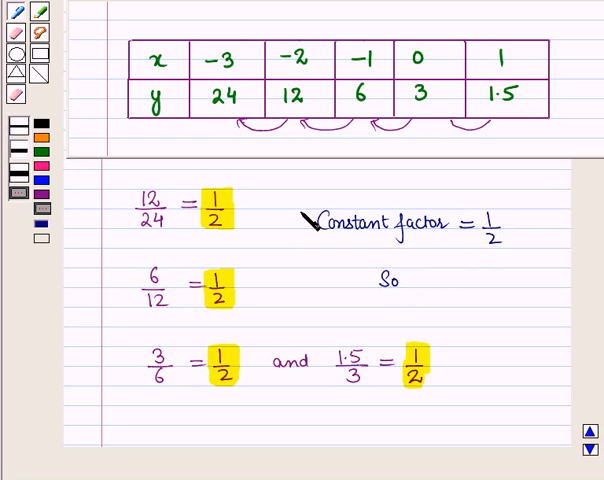 x -3 -2 -1 0 1
y 24 12 6 3 1.5
12/24 = 1/2
Constant factor = 1/2
6/12 = 1/2
So
3/6 = 1/2 and 1.5/3 = 1/2